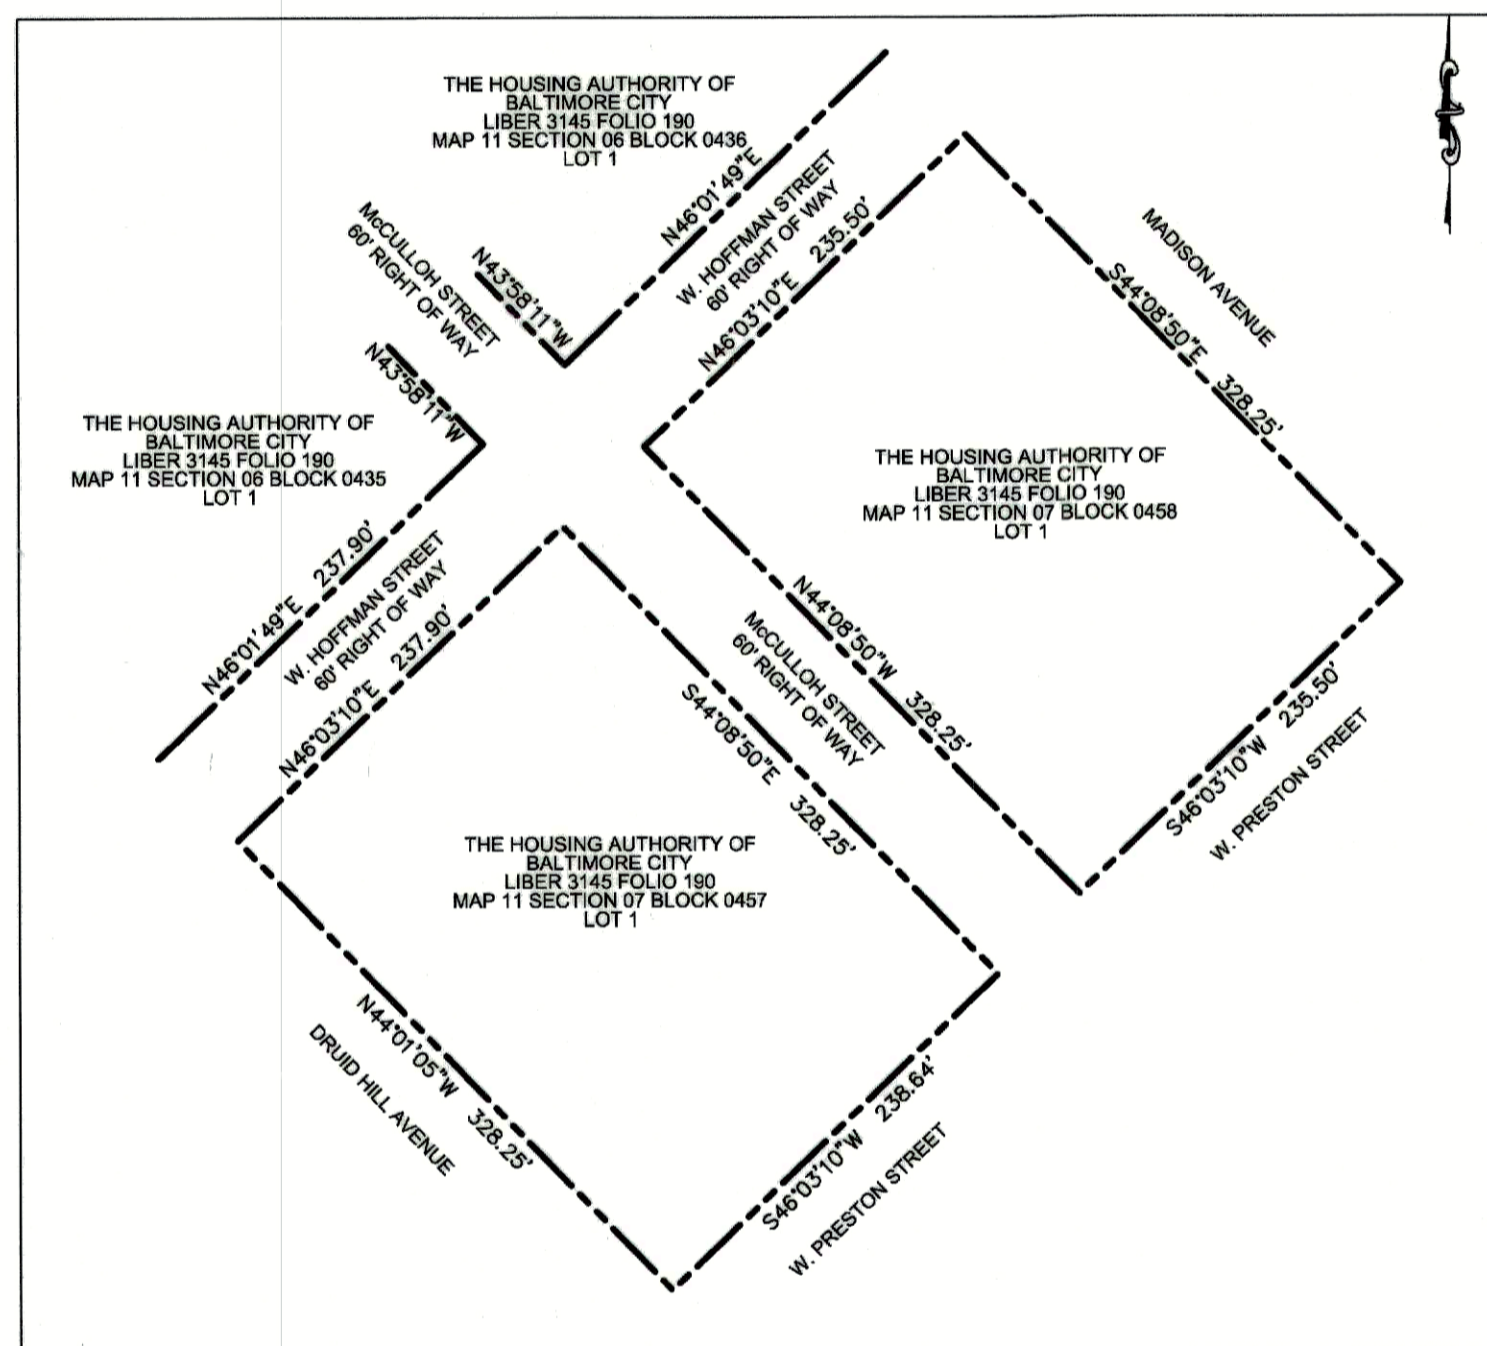 THE HOUSING AUTHORITY OF
BALTIMORE CITY
LIBER 3145 FOLIO 190
MAP 11 SECTION 06 BLOCK 0436
LOT 1
N46°01'49"E
W. HOFFMAN STREET
60' RIGHT OF WAY
N46°03'10"E 235.50'
McCULLOH STREET
60' RIGHT OF WAY
N43°58'11"W
N43°58'11"W
MADISON AVENUE
S44°08'50"E 328.25'
THE HOUSING AUTHORITY OF
BALTIMORE CITY
LIBER 3145 FOLIO 190
MAP 11 SECTION 06 BLOCK 0435
LOT 1
THE HOUSING AUTHORITY OF
BALTIMORE CITY
LIBER 3145 FOLIO 190
MAP 11 SECTION 07 BLOCK 0458
LOT 1
N46°01'49"E 237.90'
W. HOFFMAN STREET
60' RIGHT OF WAY
N46°03'10"E 237.90'
N44°08'50"W 328.25'
McCULLOH STREET
60' RIGHT OF WAY
S44°08'50"E 328.25'
S46°03'10"W 235.50'
W. PRESTON STREET
THE HOUSING AUTHORITY OF
BALTIMORE CITY
LIBER 3145 FOLIO 190
MAP 11 SECTION 07 BLOCK 0457
LOT 1
N44°01'05"W 328.25'
DRUID HILL AVENUE
S46°03'10"W 238.64'
W. PRESTON STREET